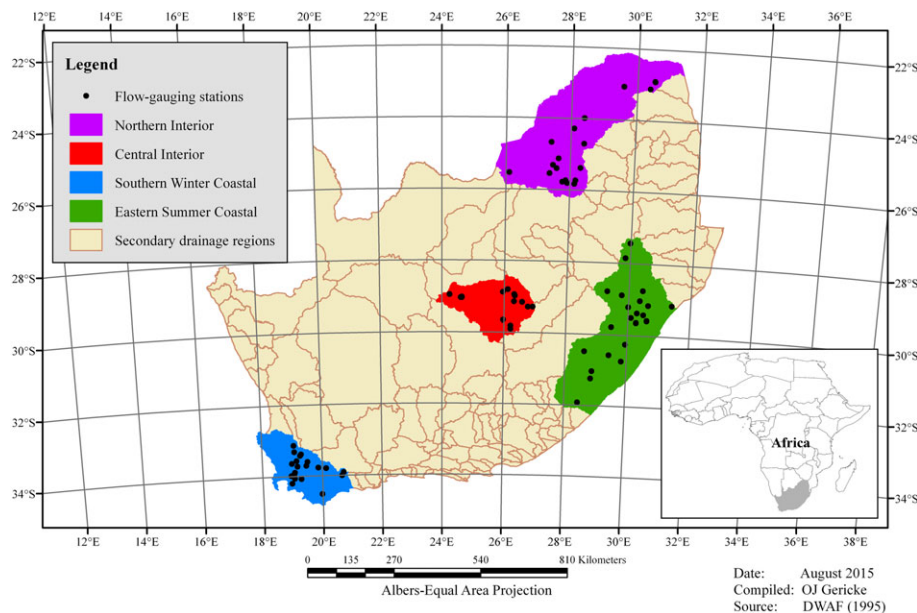 12°E 14°E 16°E 18°E 20°E 22°E 24°E 26°E 28°E 30°E 32°E 34°E 36°E
Legend
Flow-gauging stations
Northern Interior
Central Interior
Southern Winter Coastal
Eastern Summer Coastal
Secondary drainage regions
22°S
24°S
26°S
28°S
30°S
32°S
34°S
22°S
24°S
26°S
28°S
30°S
32°S
34°S
Africa
14°E 16°E 18°E 20°E 22°E 24°E 26°E 28°E 30°E 32°E 34°E
0 135 270 540 810 Kilometers
Albers-Equal Area Projection
Date: August 2015
Compiled: OJ Gericke
Source: DWAF (1995)